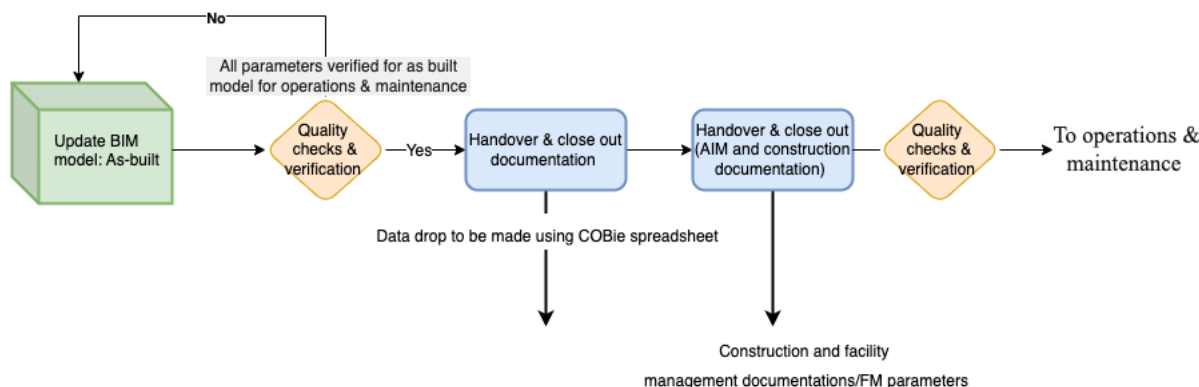 No
All parameters verified for as built
model for operations & maintenance
Update BIM
model: As-built
Quality
checks &
verification
Yes
Handover & close out
documentation
Handover & close out
(AIM and construction
documentation)
Quality
checks &
verification
To operations &
maintenance
Data drop to be made using COBie spreadsheet
Construction and facility
management documentations/FM parameters